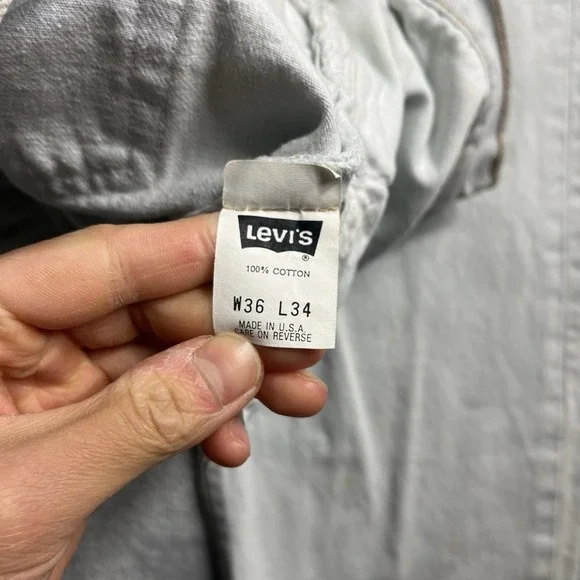 Levi's
®
100% COTTON
W36 L34
MADE IN U.S.A.
CARE ON REVERSE